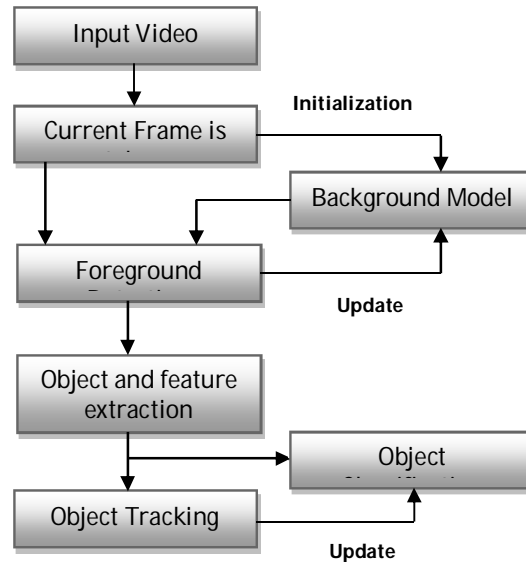 Input Video
Initialization
Current Frame is
Background Model
Foreground
Update
Object and feature
extraction
Object
Object Tracking
Update